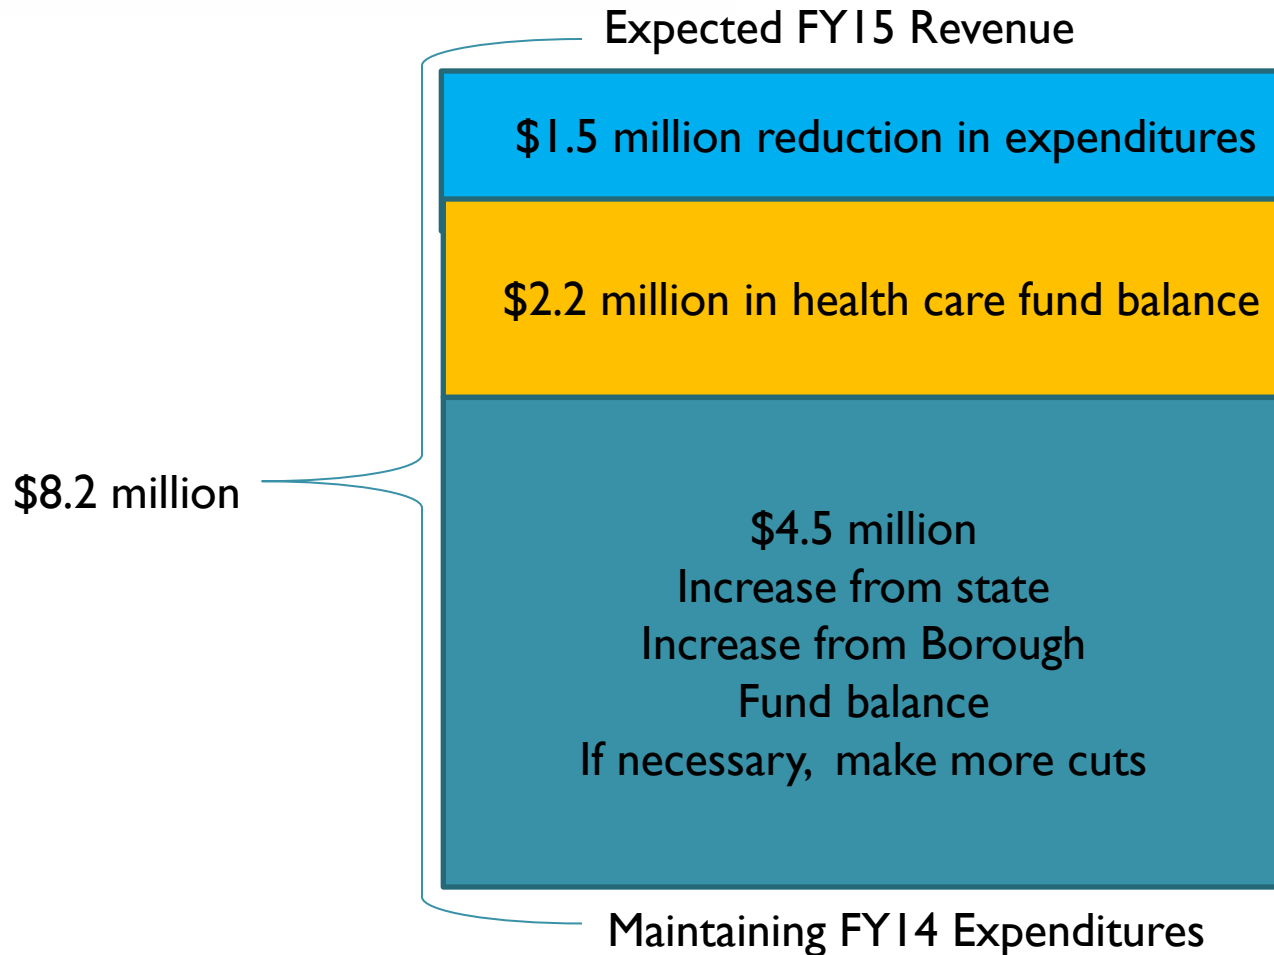 Expected FY15 Revenue
$1.5 million reduction in expenditures
$2.2 million in health care fund balance
$8.2 million
$4.5 million
Increase from state
Increase from Borough
Fund balance
If necessary, make more cuts
Maintaining FY14 Expenditures